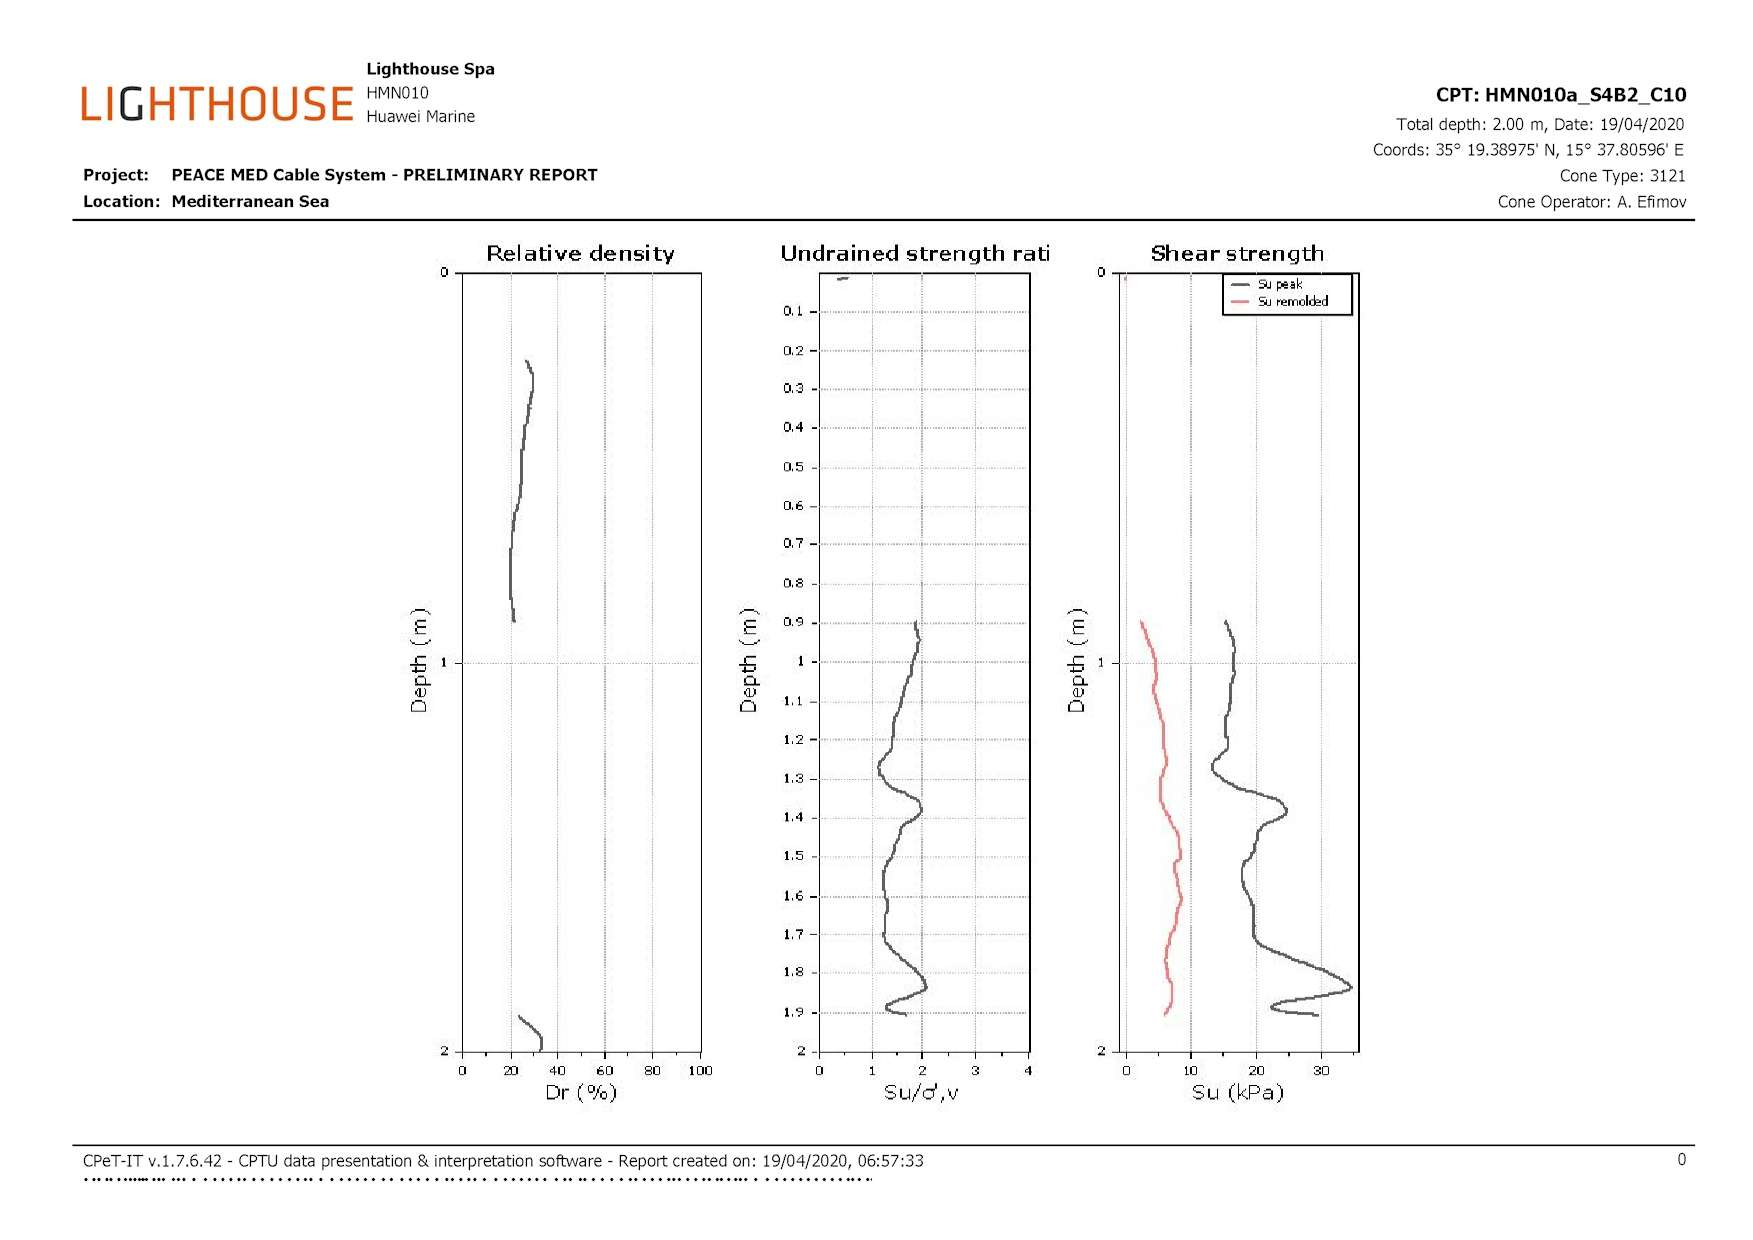 LIGHTHOUSE
Lighthouse Spa
HMN010
Huawei Marine
CPT: HMN010a_S4B2_C10
Total depth: 2.00 m, Date: 19/04/2020
Coords: 35° 19.38975' N, 15° 37.80596' E
Cone Type: 3121
Cone Operator: A. Efimov
Project: PEACE MED Cable System - PRELIMINARY REPORT
Location: Mediterranean Sea
Relative density
0
1
2
Depth (m)
0 20 40 60 80 100
Dr (%)
Undrained strength rati
0.1
0.2
0.3
0.4
0.5
0.6
0.7
0.8
0.9
1
1.1
1.2
1.3
1.4
1.5
1.6
1.7
1.8
1.9
2
Depth (m)
0 1 2 3 4
Su/σ',v
Shear strength
Su peak
Su remolded
0
1
2
Depth (m)
0 10 20 30
Su (kPa)
CPeT-IT v.1.7.6.42 - CPTU data presentation & interpretation software - Report created on: 19/04/2020, 06:57:33
0